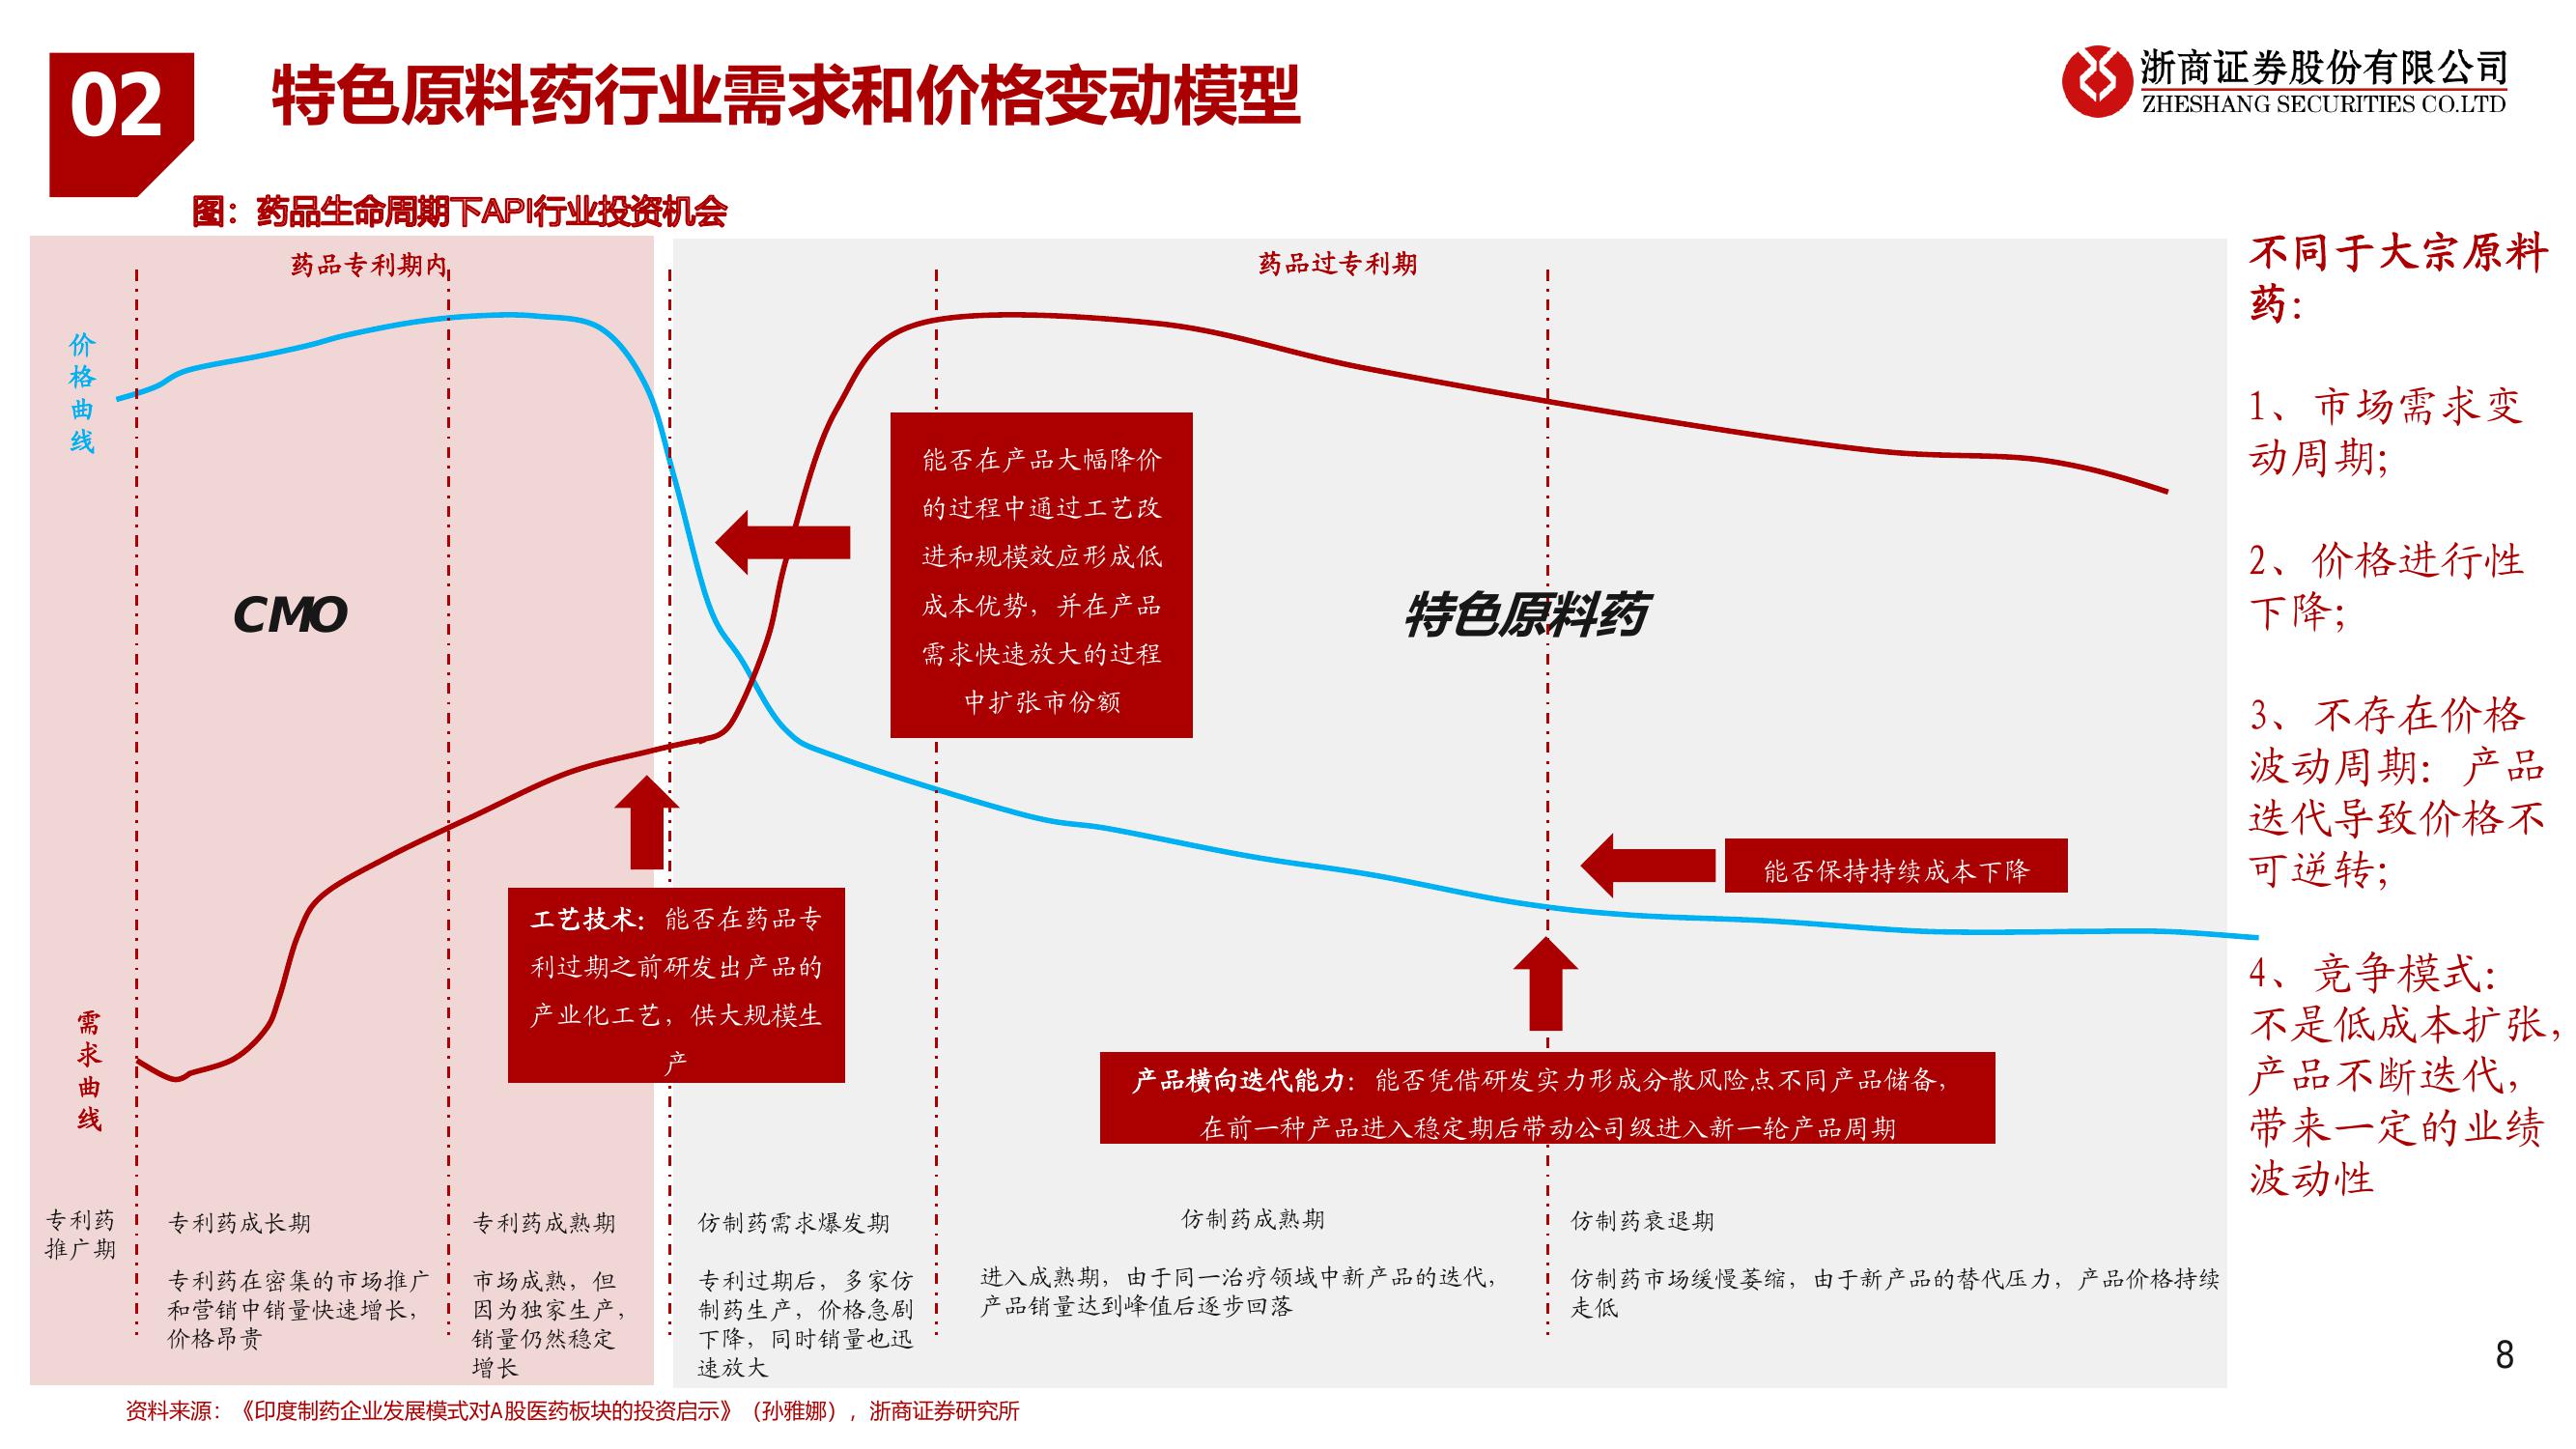 02
特色原料药行业需求和价格变动模型
浙商证券股份有限公司
ZHESHANG SECURITIES CO.LTD
图：药品生命周期下API行业投资机会
药品专利期内
药品过专利期
价
格
曲
线
CMO
需
求
曲
线
能否在产品大幅降价
的过程中通过工艺改
进和规模效应形成低
成本优势，并在产品
需求快速放大的过程
中扩张市份额
特色原料药
能否保持持续成本下降
工艺技术：能否在药品专
利过期之前研发出产品的
产业化工艺，供大规模生
产
产品横向迭代能力：能否凭借研发实力形成分散风险点不同产品储备，
在前一种产品进入稳定期后带动公司级进入新一轮产品周期
专利药
推广期
专利药成长期
专利药在密集的市场推广
和营销中销量快速增长，
价格昂贵
专利药成熟期
市场成熟，但
因为独家生产，
销量仍然稳定
增长
仿制药需求爆发期
专利过期后，多家仿
制药生产，价格急剧
下降，同时销量也迅
速放大
仿制药成熟期
进入成熟期，由于同一治疗领域中新产品的迭代，
产品销量达到峰值后逐步回落
仿制药衰退期
仿制药市场缓慢萎缩，由于新产品的替代压力，产品价格持续
走低
不同于大宗原料
药：
1、市场需求变
动周期；
2、价格进行性
下降；
3、不存在价格
波动周期：产品
迭代导致价格不
可逆转；
4、竞争模式：
不是低成本扩张，
产品不断迭代，
带来一定的业绩
波动性
8
资料来源：《印度制药企业发展模式对A股医药板块的投资启示》（孙雅娜），浙商证券研究所